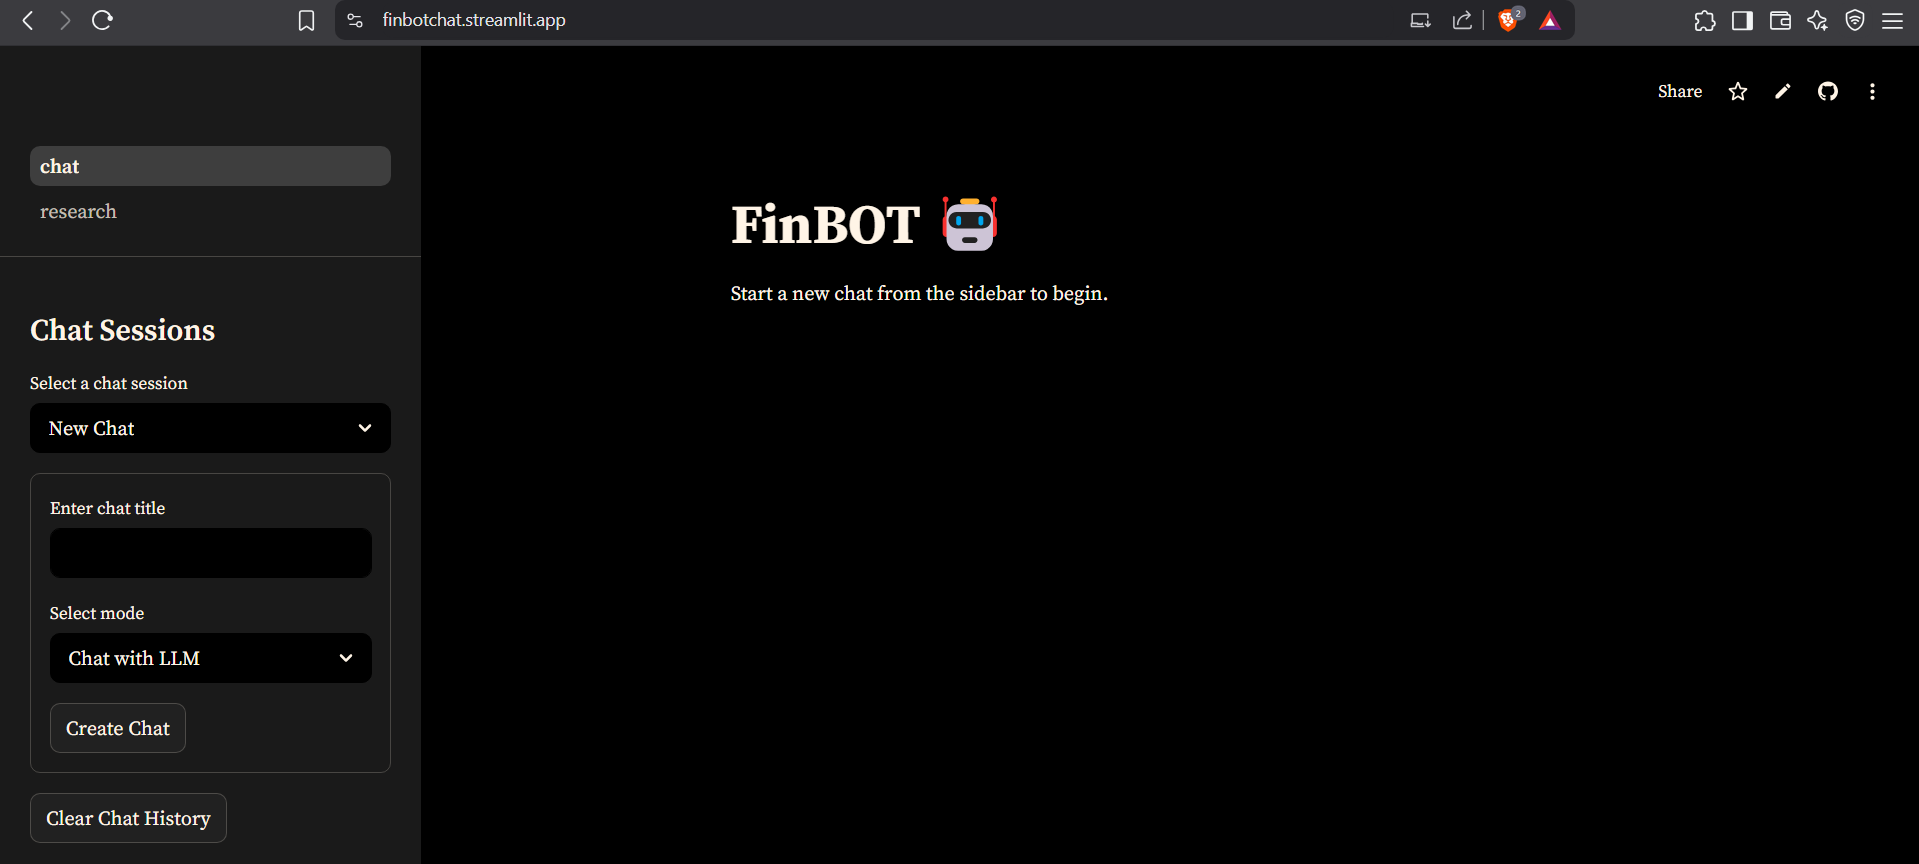 finbotchat.streamlit.app
2
Share
chat
research
Chat Sessions
Select a chat session
New Chat
Enter chat title
Select mode
Chat with LLM
Create Chat
Clear Chat History
FinBOT
Start a new chat from the sidebar to begin.